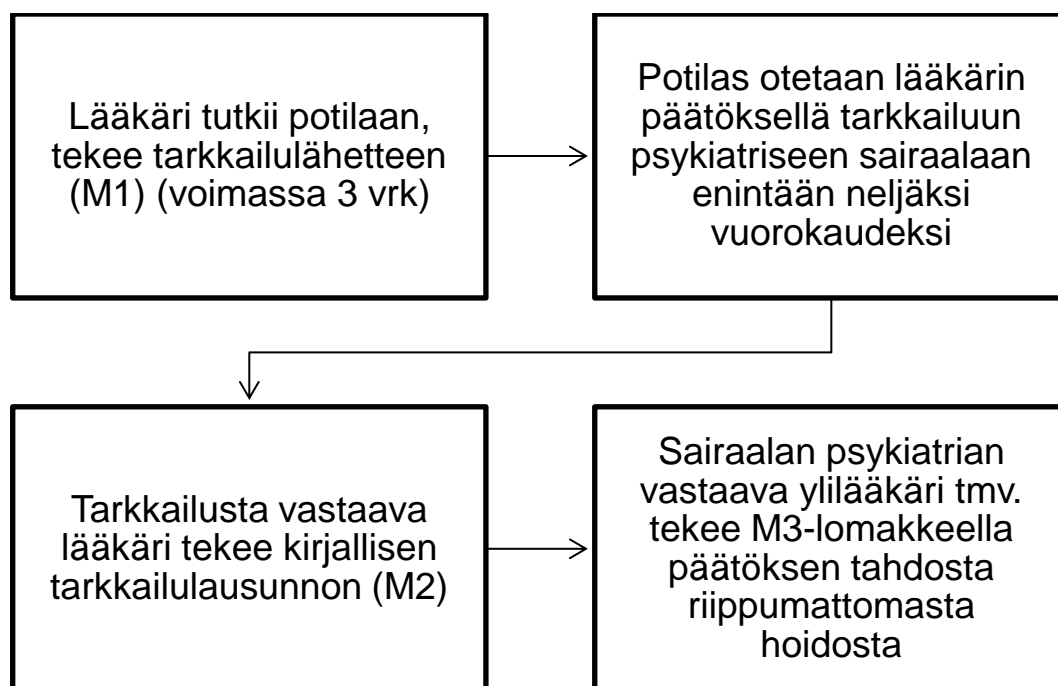 Lääkäri tutkii potilaan,
tekee tarkkailulähetteen
(M1) (voimassa 3 vrk)
Potilas otetaan lääkärin
päätöksellä tarkkailuun
psykiatriseen sairaalaan
enintään neljäksi
vuorokaudeksi
Tarkkailusta vastaava
lääkäri tekee kirjallisen
tarkkailulausunnon (M2)
Sairaalan psykiatrian
vastaava ylilääkäri tmv.
tekee M3-lomakkeella
päätöksen tahdosta
riippumattomasta
hoidosta